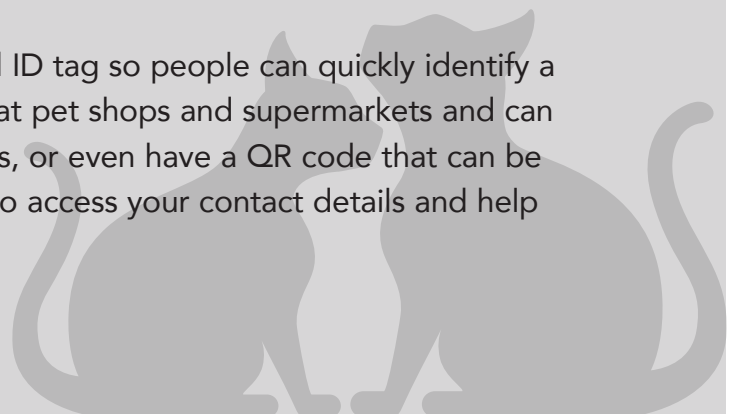 ID tag so people can quickly identify a
at pet shops and supermarkets and can
or even have a QR code that can be
access your contact details and help